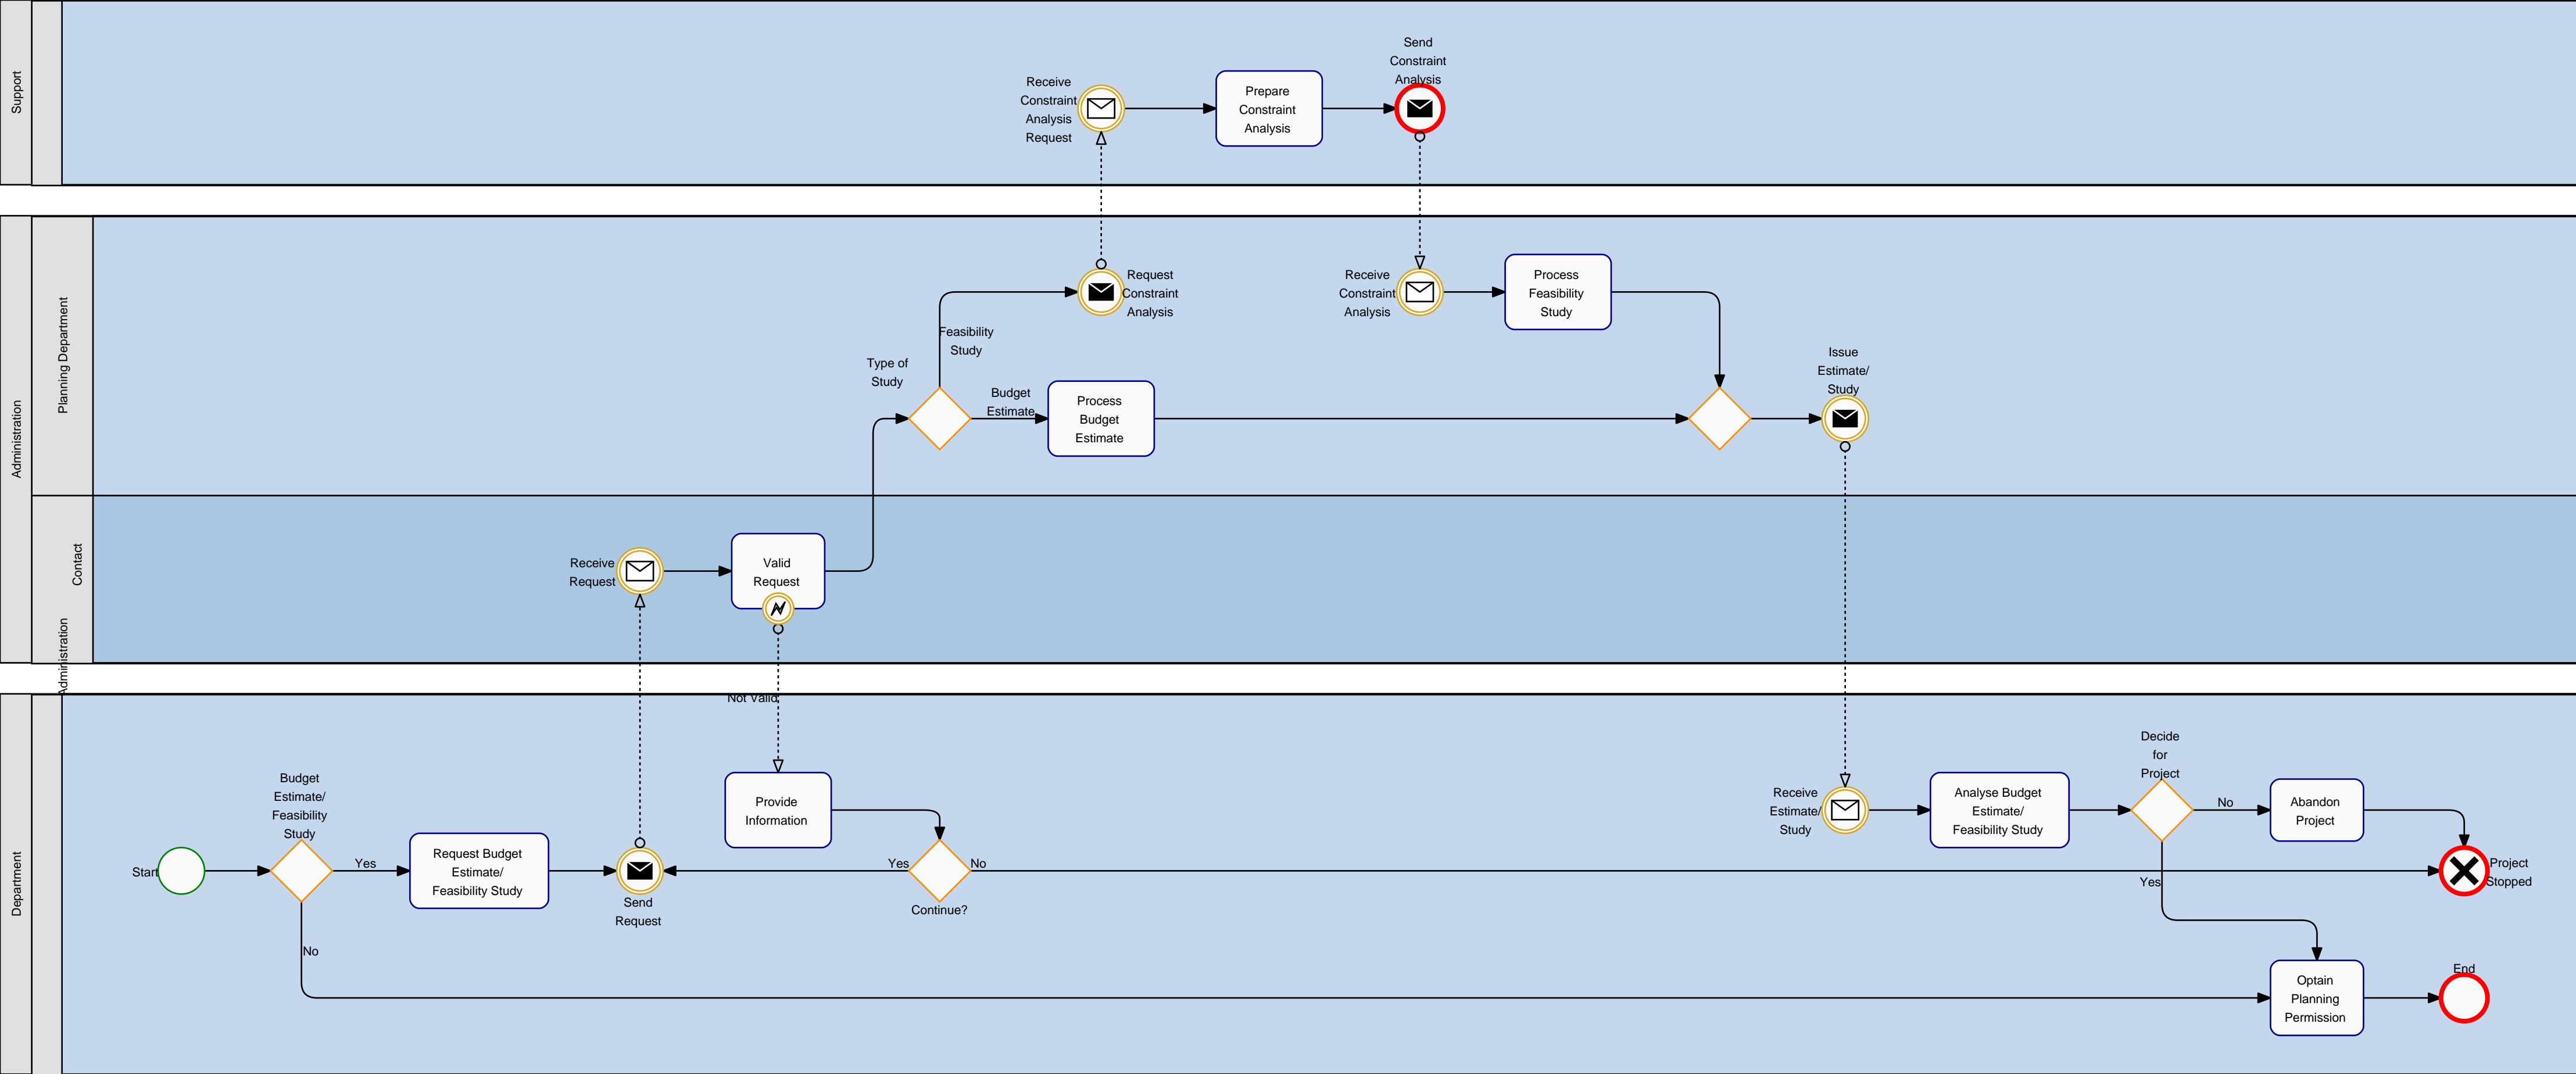 Support
Send
Constraint
Analysis
Receive
Constraint
Analysis
Request
Prepare
Constraint
Analysis
Administration
Planning Department
Request
Constraint
Analysis
Receive
Constraint
Analysis
Process
Feasibility
Study
Feasibility
Study
Type of
Study
Budget
Estimate
Process
Budget
Estimate
Issue
Estimate/
Study
Contact
Administration
Receive
Request
Valid
Request
Not Valid
Department
Start
Budget
Estimate/
Feasibility
Study
Yes
No
Request Budget
Estimate/
Feasibility Study
Send
Request
Provide
Information
Yes
No
Continue?
Receive
Estimate/
Study
Analyse Budget
Estimate/
Feasibility Study
Decide
for
Project
No
Yes
Abandon
Project
Project
Stopped
Optain
Planning
Permission
End